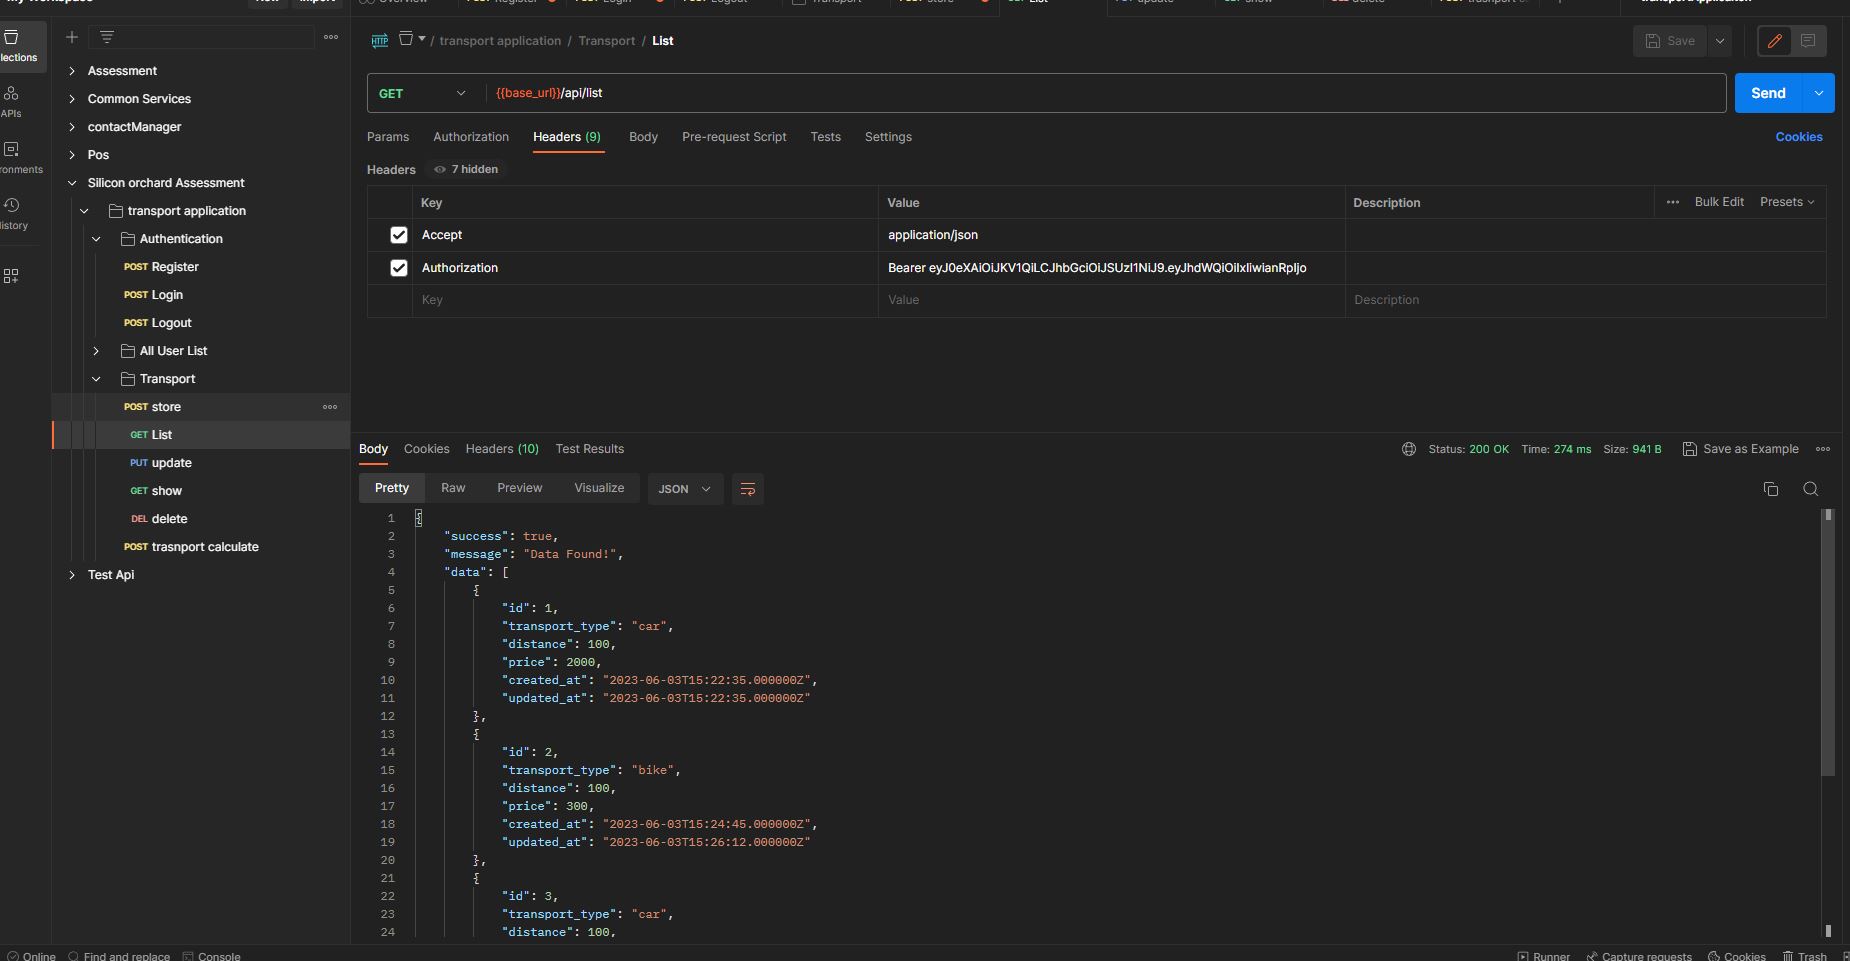 Assessment
Common Services
contactManager
Pos
Silicon orchard Assessment
transport application
Authentication
POST Register
POST Login
POST Logout
All User List
Transport
POST store
GET List
PUT update
GET show
DEL delete
POST trasnport calculate
Test Api
APIs
/ transport application / Transport / List
Save
GET {{base_url}}/api/list
Send
Params Authorization Headers (9) Body Pre-request Script Tests Settings Cookies
Headers 7 hidden
Key Value Description Bulk Edit Presets
Accept application/json
Authorization Bearer eyJ0eXAiOiJKV1QiLCJhbGciOiJSUzI1NiJ9.eyJhdWQiOiIxIiwianRpIjo
Key Value Description
Body Cookies Headers (10) Test Results Status: 200 OK Time: 274 ms Size: 941 B Save as Example
Pretty Raw Preview Visualize JSON
1 {
2 "success": true,
3 "message": "Data Found!",
4 "data": [
5 {
6 "id": 1,
7 "transport_type": "car",
8 "distance": 100,
9 "price": 2000,
10 "created_at": "2023-06-03T15:22:35.000000Z",
11 "updated_at": "2023-06-03T15:22:35.000000Z"
12 },
13 {
14 "id": 2,
15 "transport_type": "bike",
16 "distance": 100,
17 "price": 300,
18 "created_at": "2023-06-03T15:24:45.000000Z",
19 "updated_at": "2023-06-03T15:26:12.000000Z"
20 },
21 {
22 "id": 3,
23 "transport_type": "car",
24 "distance": 100,
Online Find and replace Console Runner Capture requests Cookies Trash